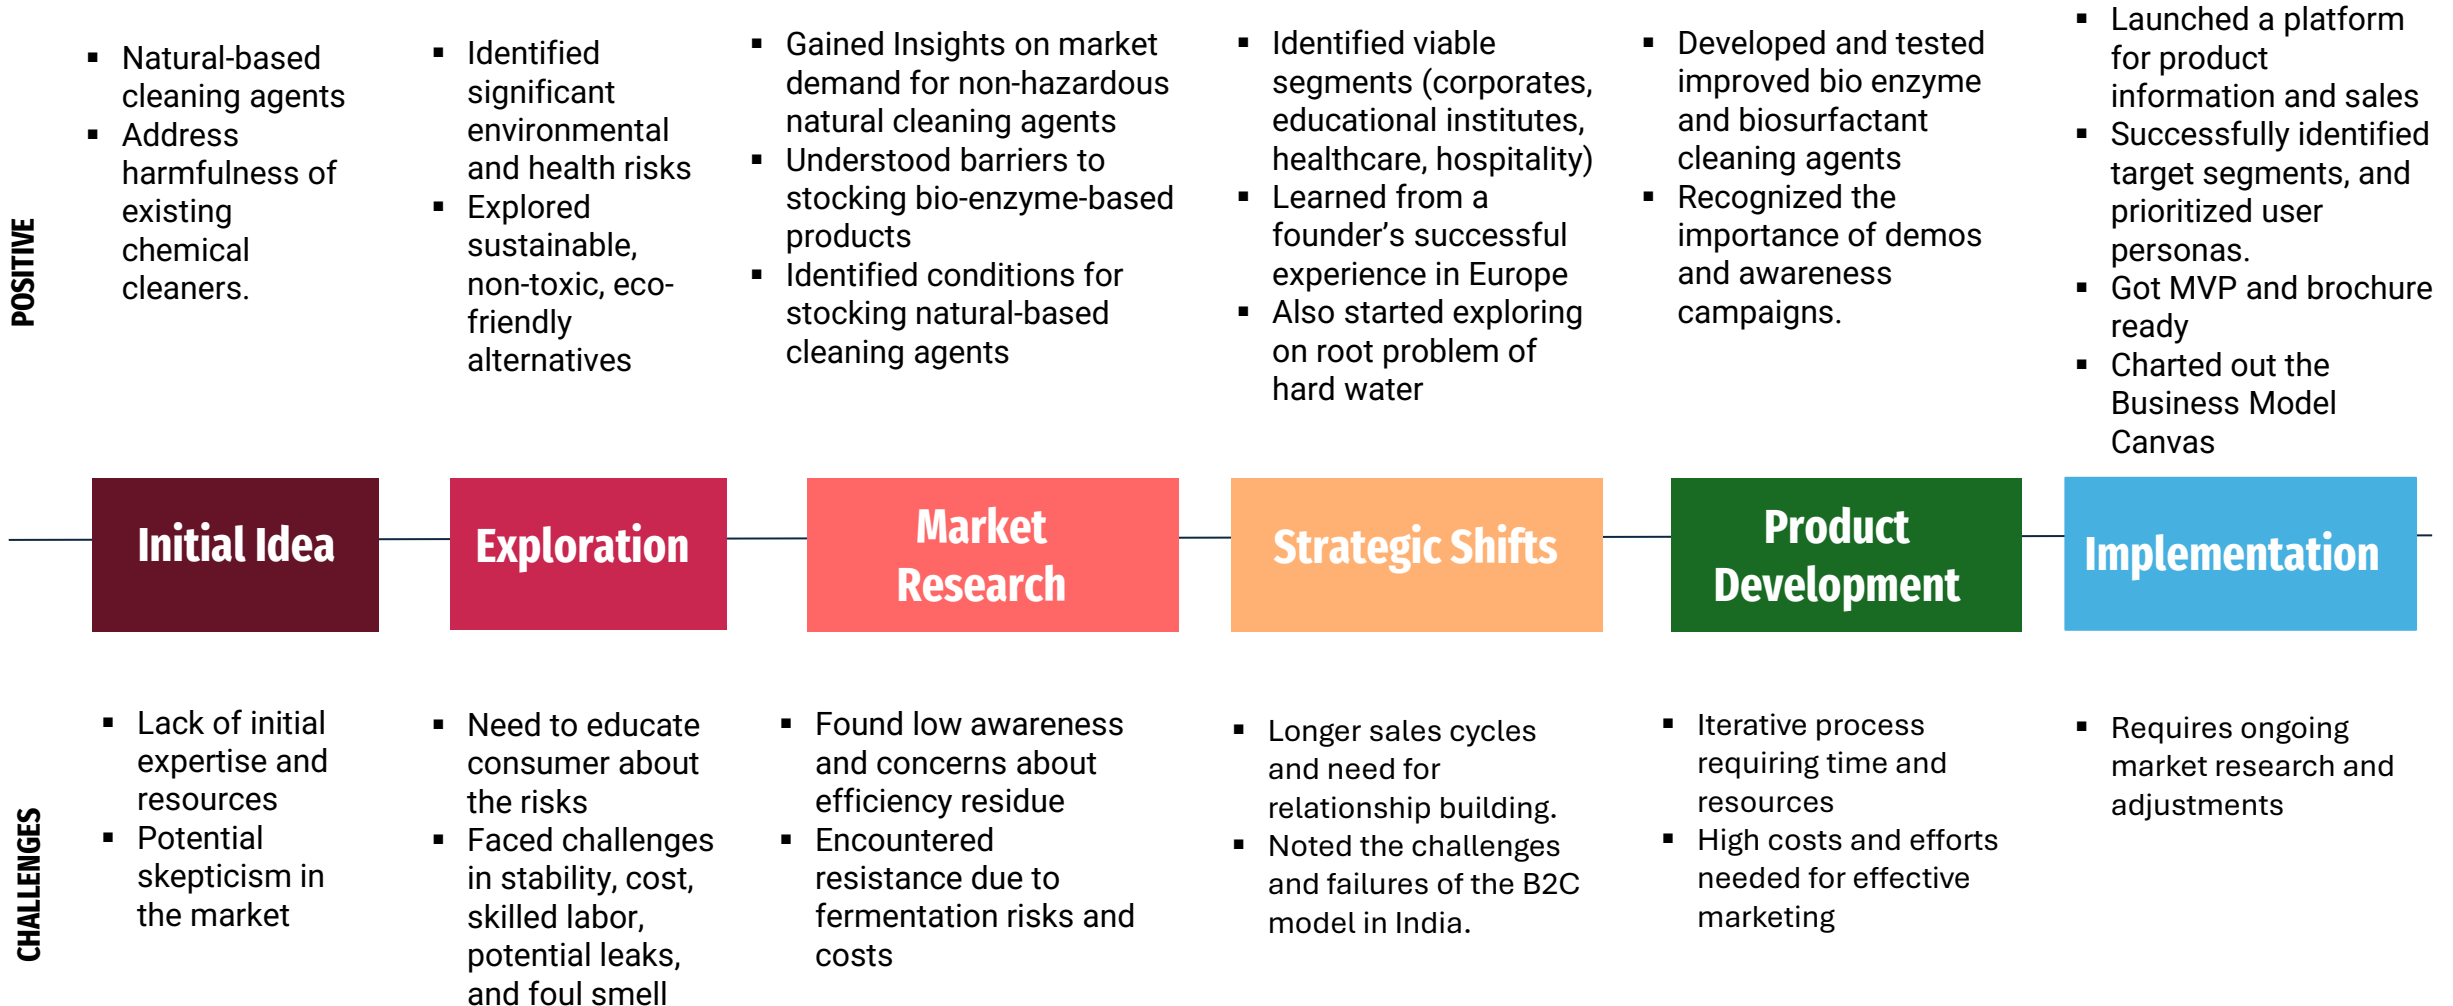 POSITIVE
▪ Natural-based
cleaning agents
▪ Address
harmfulness of
existing
chemical
cleaners.
▪ Identified
significant
environmental
and health risks
▪ Explored
sustainable,
non-toxic, eco-
friendly
alternatives
▪ Gained Insights on market
demand for non-hazardous
natural cleaning agents
▪ Understood barriers to
stocking bio-enzyme-based
products
▪ Identified conditions for
stocking natural-based
cleaning agents
▪ Identified viable
segments (corporates,
educational institutes,
healthcare, hospitality)
▪ Learned from a
founder’s successful
experience in Europe
▪ Also started exploring
on root problem of
hard water
▪ Developed and tested
improved bio enzyme
and biosurfactant
cleaning agents
▪ Recognized the
importance of demos
and awareness
campaigns.
▪ Launched a platform
for product
information and sales
▪ Successfully identified
target segments, and
prioritized user
personas.
▪ Got MVP and brochure
ready
▪ Charted out the
Business Model
Canvas
Initial Idea
Exploration
Market
Research
Strategic Shifts
Product
Development
Implementation
CHALLENGES
▪ Lack of initial
expertise and
resources
▪ Potential
skepticism in
the market
▪ Need to educate
consumer about
the risks
▪ Faced challenges
in stability, cost,
skilled labor,
potential leaks,
and foul smell
▪ Found low awareness
and concerns about
efficiency residue
▪ Encountered
resistance due to
fermentation risks and
costs
▪ Longer sales cycles
and need for
relationship building.
▪ Noted the challenges
and failures of the B2C
model in India.
▪ Iterative process
requiring time and
resources
▪ High costs and efforts
needed for effective
marketing
▪ Requires ongoing
market research and
adjustments